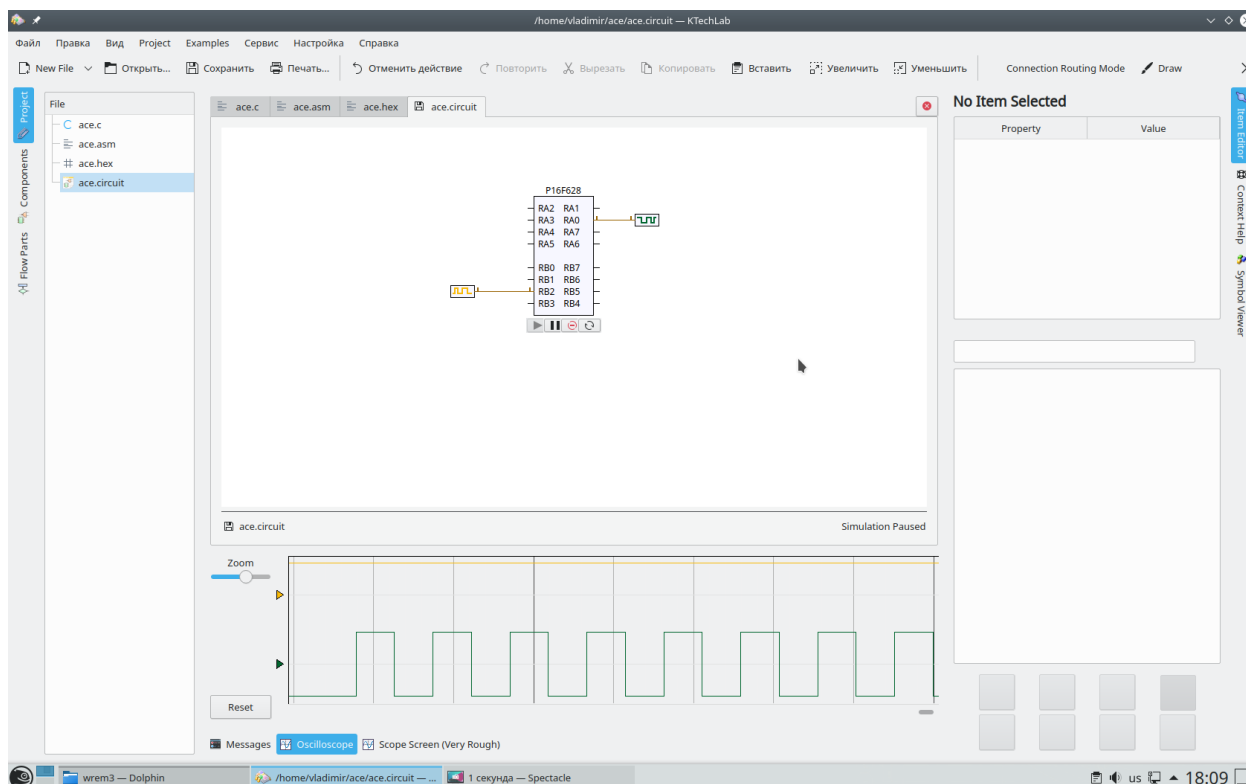 /home/vladimir/ace/ace.circuit — KTechLab
Файл Правка Вид Project Examples Сервис Настройка Справка
New File Открыть... Сохранить Печать... Отменить действие Повторить Вырезать Копировать Вставить Увеличить Уменьшить Connection Routing Mode Draw
Project
Components
Flow Parts
File
ace.c
ace.asm
ace.hex
ace.circuit
ace.c ace.asm ace.hex ace.circuit
P16F628
RA2 RA1
RA3 RA0
RA4 RA7
RA5 RA6
RB0 RB7
RB1 RB6
RB2 RB5
RB3 RB4
ace.circuit Simulation Paused
Zoom
Reset
Messages Oscilloscope Scope Screen (Very Rough)
No Item Selected
Property Value
Item Editor
Context Help
Symbol Viewer
wrem3 — Dolphin /home/vladimir/ace/ace.circuit — ... 1 секунда — Spectacle us 18:09